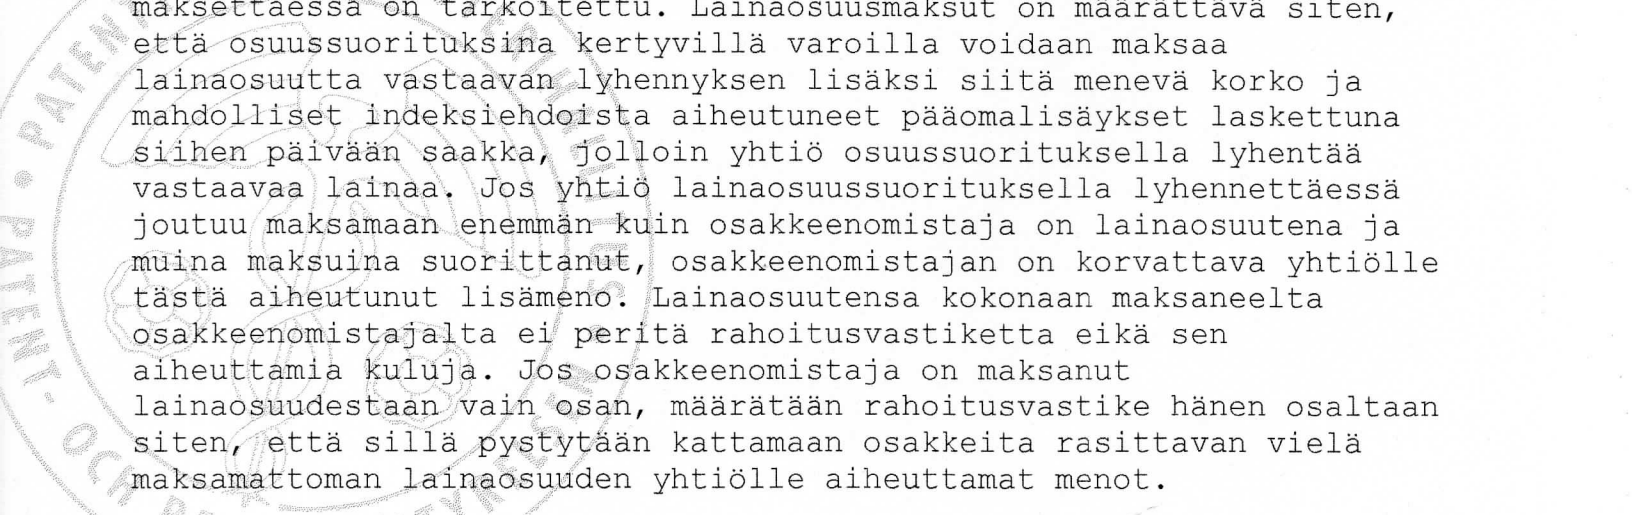 maksettaessa on tarkoitettu. Lainaosuusmaksut on määrättävä siten,
että osuussuorituksina kertyvillä varoilla voidaan maksaa
lainaosuutta vastaavan lyhennyksen lisäksi siitä menevä korko ja
mahdolliset indeksiehdoista aiheutuneet pääomalisäykset laskettuna
siihen päivään saakka, jolloin yhtiö osuussuorituksella lyhentää
vastaavaa lainaa. Jos yhtiö lainaosuussuorituksella lyhennettäessä
joutuu maksamaan enemmän kuin osakkeenomistaja on lainaosuutena ja
muina maksuina suorittanut, osakkeenomistajan on korvattava yhtiölle
tästä aiheutunut lisämeno. Lainaosuutensa kokonaan maksaneelta
osakkeenomistajalta ei peritä rahoitusvastiketta eikä sen
aiheuttamia kuluja. Jos osakkeenomistaja on maksanut
lainaosuudestaan vain osan, määrätään rahoitusvastike hänen osaltaan
siten, että sillä pystytään kattamaan osakkeita rasittavan vielä
maksamattoman lainaosuuden yhtiölle aiheuttamat menot.
PATENT- OCH